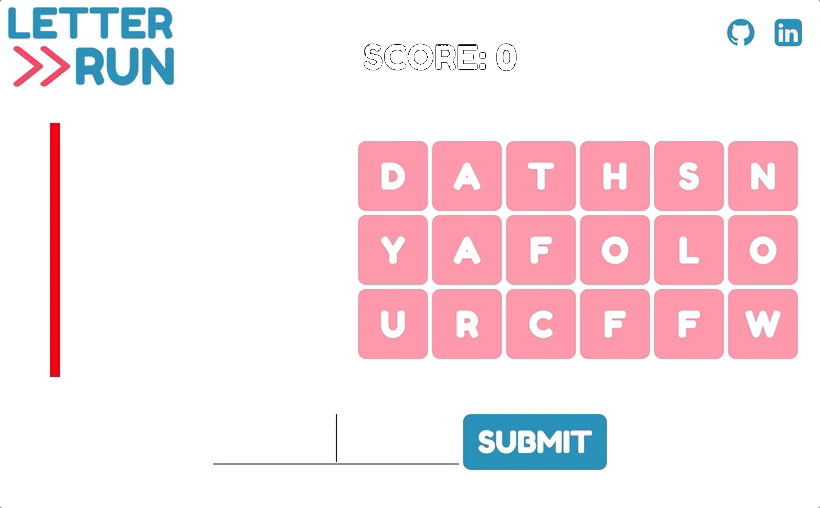 LETTER
>>RUN
SCORE: 0
D A T H S N
Y A F O L O
U R C F F W
SUBMIT